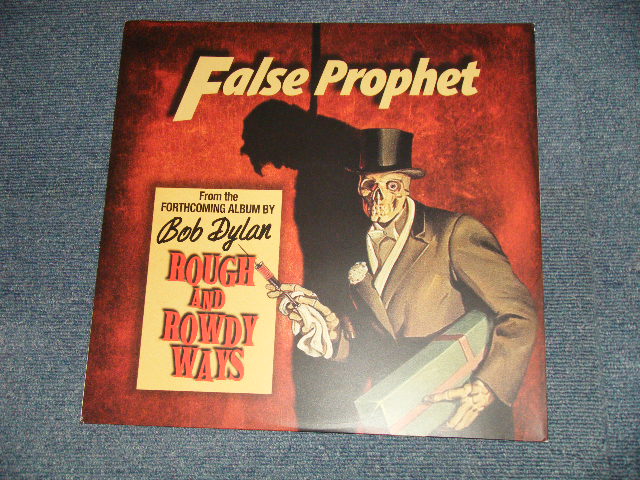 False Prophet
From the
FORTHCOMING ALBUM BY
Bob Dylan
ROUGH
AND
ROWDY
WAYS